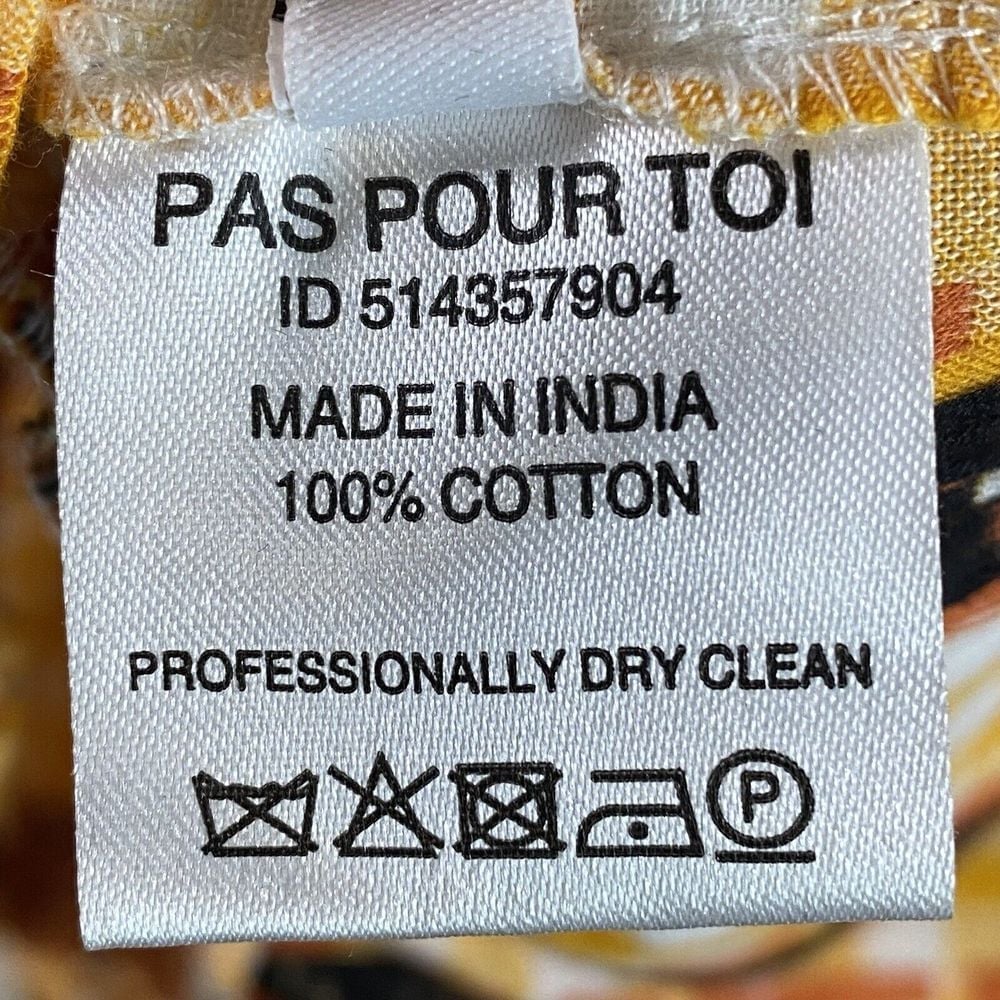 PAS POUR TOI
ID 514357904
MADE IN INDIA
100% COTTON
PROFESSIONALLY DRY CLEAN
P